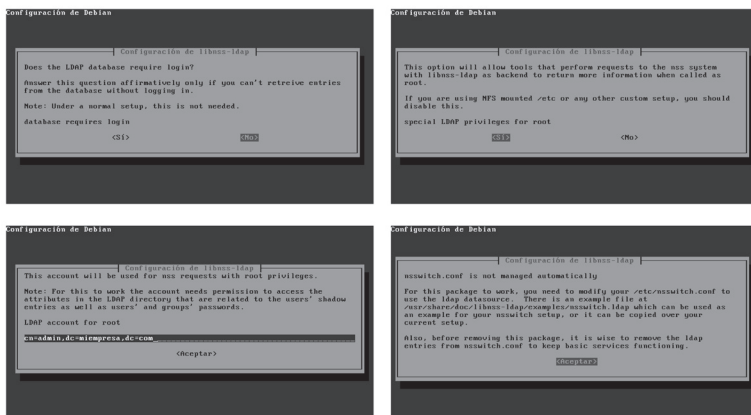 Configuración de Debian
Configuración de libnss-ldap
Does the LDAP database require login?
Answer this question affirmatively only if you can't retreive entries
from the database without logging in.
Note: Under a normal setup, this is not needed.
database requires login
<Sí> <No>
Configuración de Debian
Configuración de libnss-ldap
This option will allow tools that perform requests to the nss system
with libnss-ldap as backend to return more information when called as
root.
If you are using NFS mounted /etc or any other custom setup, you should
disable this.
special LDAP privileges for root
<Sí> <No>
Configuración de Debian
Configuración de libnss-ldap
This account will be used for nss requests with root privileges.
Note: For this to work the account needs permission to access the
attributes in the LDAP directory that are related to the users' shadow
entries as well as users' and groups' passwords.
LDAP account for root
cn=admin,dc=miempresa,dc=com
<Aceptar>
Configuración de Debian
Configuración de libnss-ldap
nsswitch.conf is not managed automatically
For this package to work, you need to modify your /etc/nsswitch.conf to
use the ldap datasource. There is an example file at
/usr/share/doc/libnss-ldap/examples/nsswitch.ldap which can be used as
an example for your nsswitch setup, or it can be copied over your
current setup.
Also, before removing this package, it is wise to remove the ldap
entries from nsswitch.conf to keep basic services functioning.
<Aceptar>